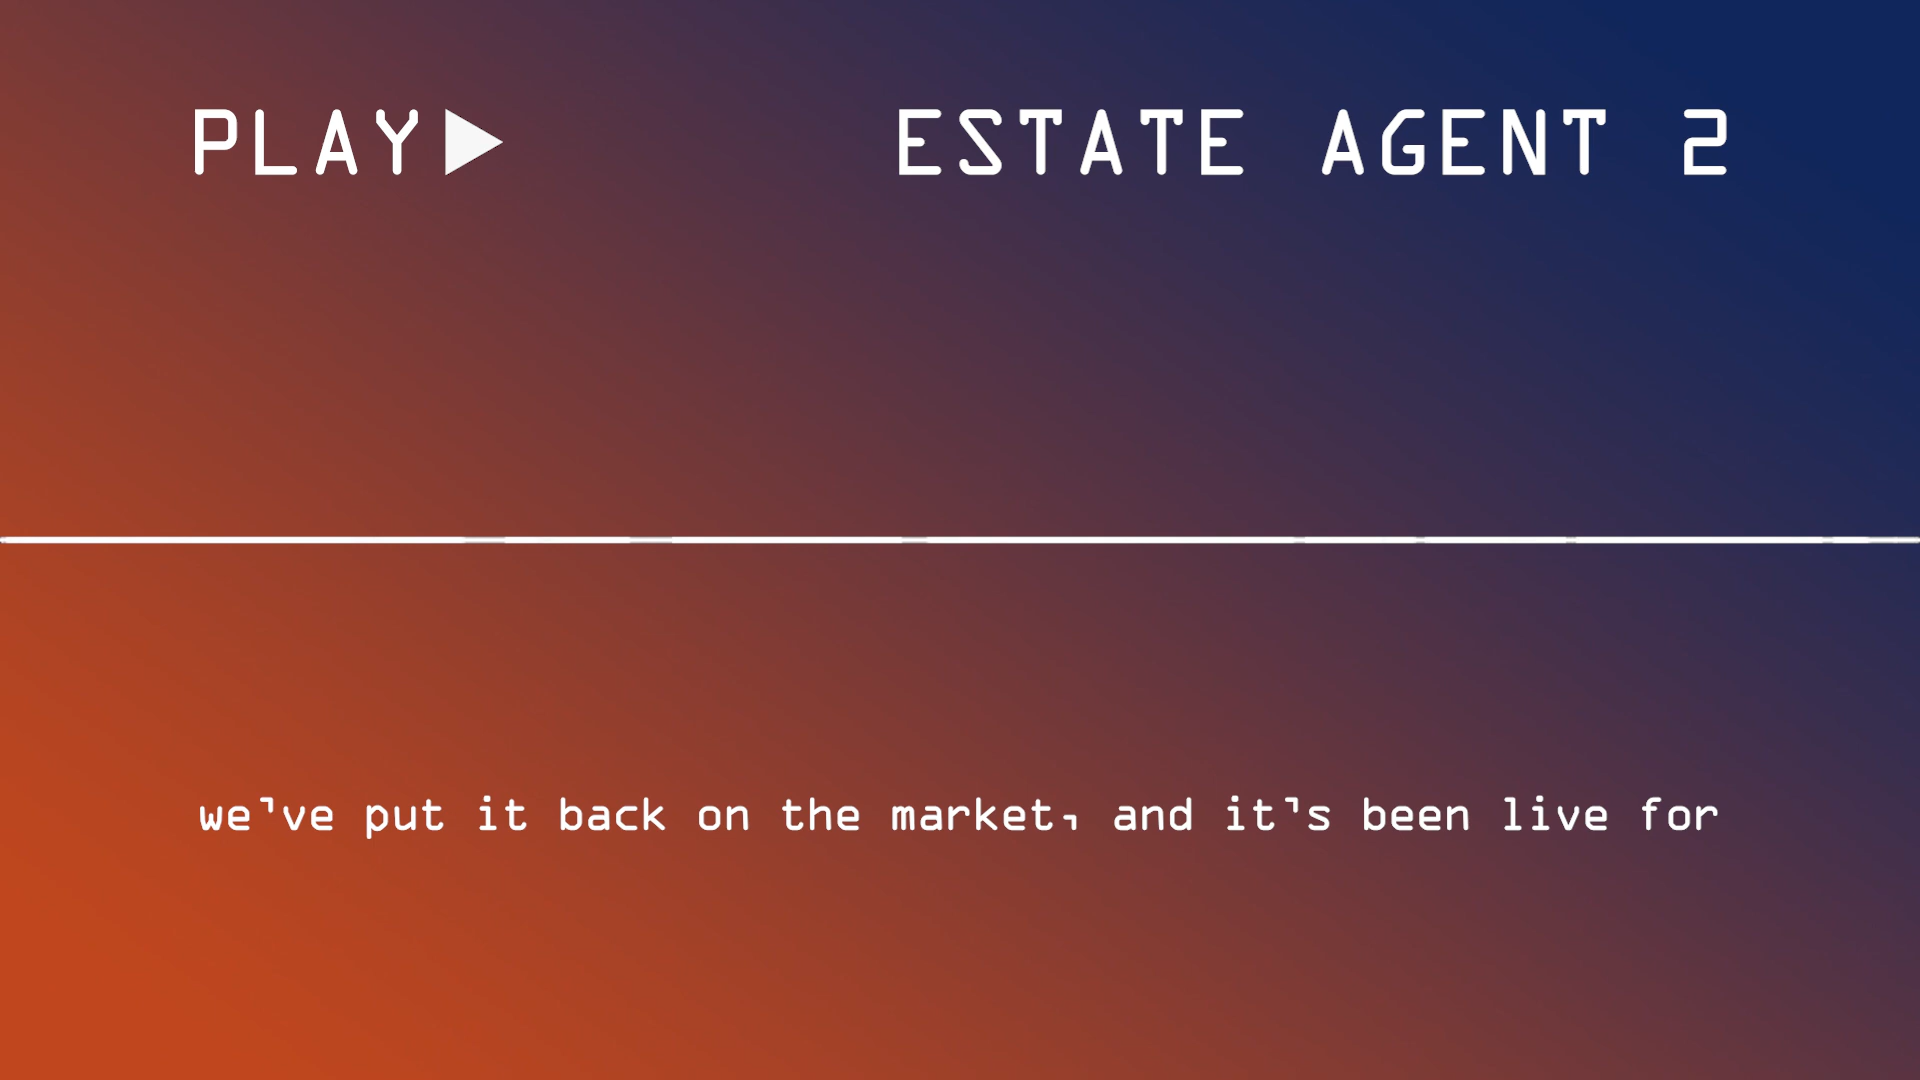 PLAY▶ ESTATE AGENT 2
we've put it back on the market, and it's been live for